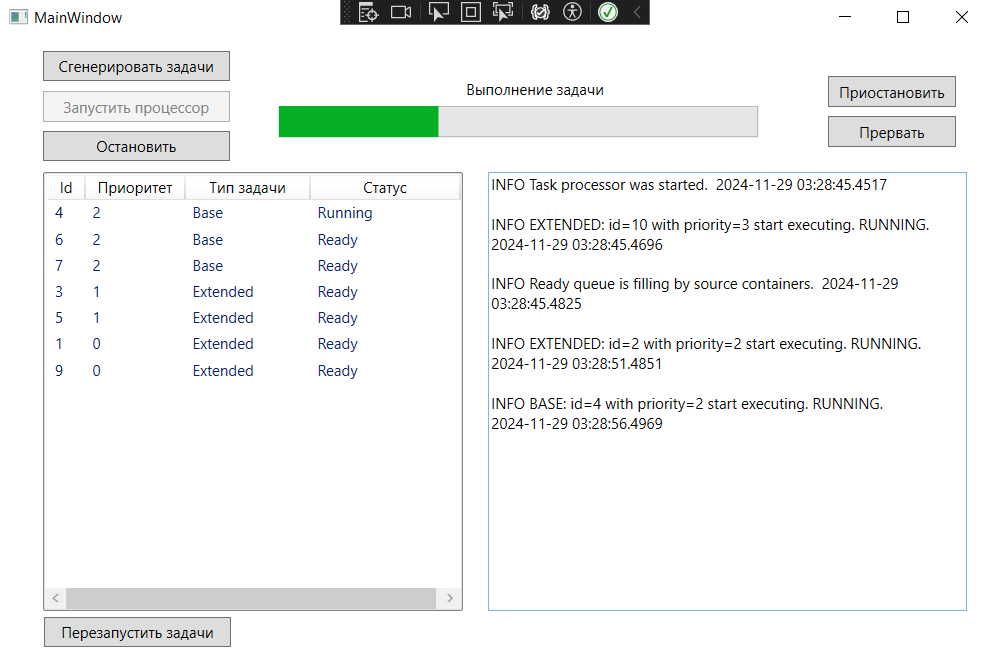 MainWindow
Сгенерировать задачи
Запустить процессор
Остановить
Выполнение задачи
Приостановить
Прервать
Id Приоритет Тип задачи Статус
4 2 Base Running
6 2 Base Ready
7 2 Base Ready
3 1 Extended Ready
5 1 Extended Ready
1 0 Extended Ready
9 0 Extended Ready
INFO Task processor was started.  2024-11-29 03:28:45.4517
INFO EXTENDED: id=10 with priority=3 start executing. RUNNING.
2024-11-29 03:28:45.4696
INFO Ready queue is filling by source containers.  2024-11-29
03:28:45.4825
INFO EXTENDED: id=2 with priority=2 start executing. RUNNING.
2024-11-29 03:28:51.4851
INFO BASE: id=4 with priority=2 start executing. RUNNING.
2024-11-29 03:28:56.4969
Перезапустить задачи